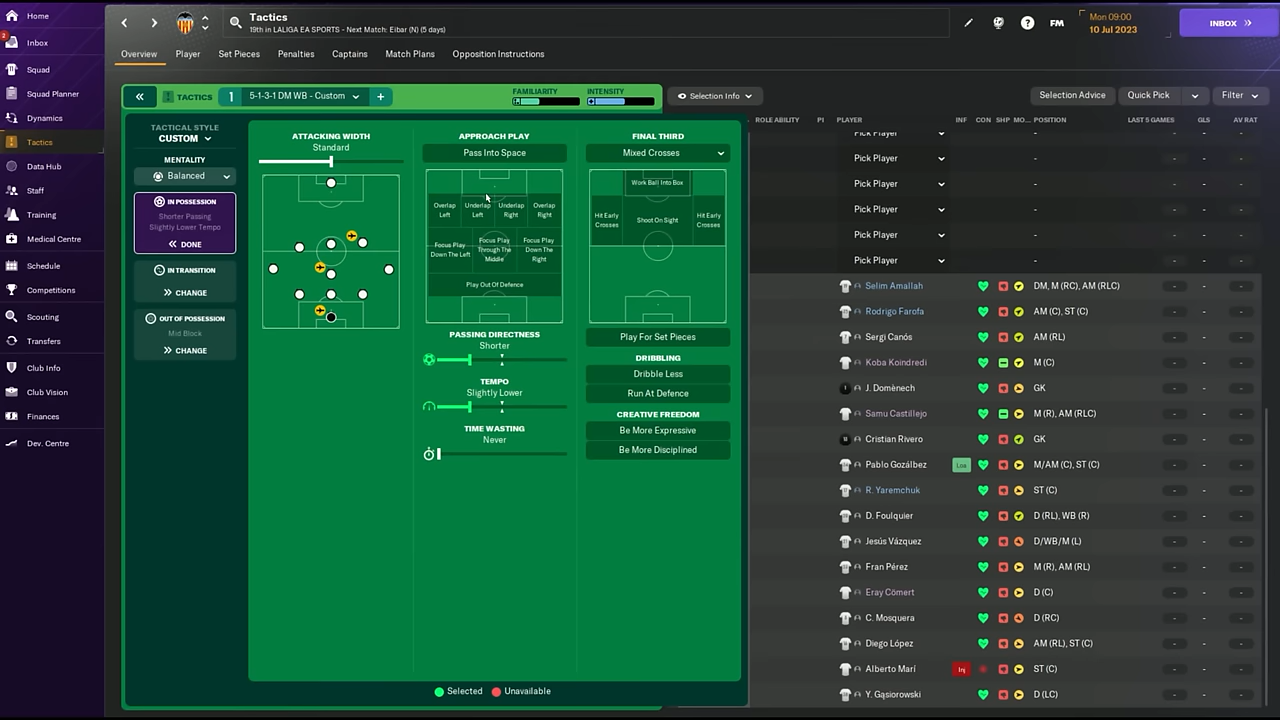 Home
2
Inbox
Squad
Squad Planner
Dynamics
Tactics
Data Hub
Staff
Training
Medical Centre
Schedule
Competitions
Scouting
Transfers
Club Info
Club Vision
Finances
Dev. Centre
Tactics
19th in LALIGA EA SPORTS - Next Match: Eibar (N) (5 days)
FM
Mon 09:00
10 Jul 2023
INBOX
Overview Player Set Pieces Penalties Captains Match Plans Opposition Instructions
TACTICS 1 5-1-3-1 DM WB - Custom
FAMILIARITY INTENSITY
Selection Info
Selection Advice Quick Pick Filter
TACTICAL STYLE
CUSTOM
MENTALITY
Balanced
IN POSSESSION
Shorter Passing
Slightly Lower Tempo
DONE
IN TRANSITION
CHANGE
OUT OF POSSESSION
Mid Block
CHANGE
ATTACKING WIDTH
Standard
APPROACH PLAY
Pass Into Space
Overlap Left
Underlap Left
Underlap Right
Overlap Right
Focus Play Down The Left
Focus Play Through The Middle
Focus Play Down The Right
Play Out Of Defence
PASSING DIRECTNESS
Shorter
TEMPO
Slightly Lower
TIME WASTING
Never
FINAL THIRD
Mixed Crosses
Work Ball Into Box
Hit Early Crosses
Shoot On Sight
Hit Early Crosses
Play For Set Pieces
DRIBBLING
Dribble Less
Run At Defence
CREATIVE FREEDOM
Be More Expressive
Be More Disciplined
Selected Unavailable
ROLE ABILITY PI PLAYER INF CON SHP MO... POSITION LAST 5 GAMES GLS AV RAT
Pick Player - - -
Pick Player - - -
Pick Player - - -
Pick Player - - -
Pick Player - - -
Pick Player - - -
Selim Amallah DM, M (RC), AM (RLC) - - -
Rodrigo Farofa AM (C), ST (C) - - -
Sergi Canós AM (RL) - - -
Koba Koindredi M (C) - - -
J. Domènech GK - - -
Samu Castillejo M (R), AM (RLC) - - -
Cristian Rivero GK - - -
Pablo Gozálbez Loa M/AM (C), ST (C) - - -
R. Yaremchuk ST (C) - - -
D. Foulquier D (RL), WB (R) - - -
Jesús Vázquez D/WB/M (L) - - -
Fran Pérez M (R), AM (RL) - - -
Eray Cömert D (C) - - -
C. Mosquera D (RC) - - -
Diego López AM (RL), ST (C) - - -
Alberto Marí Inj ST (C) - - -
Y. Gąsiorowski D (LC) - - -